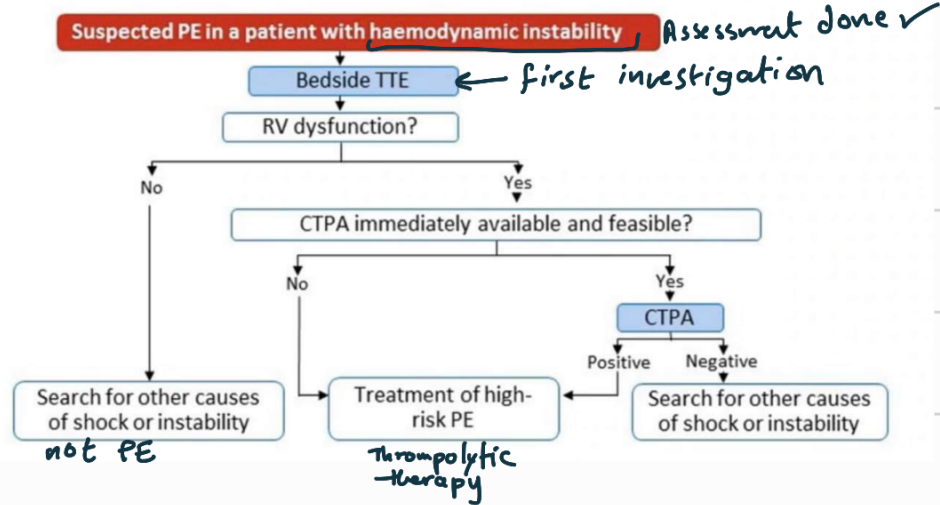 Suspected PE in a patient with haemodynamic instability
Assessment done ✓
Bedside TTE
← first investigation
RV dysfunction?
No
Yes
CTPA immediately available and feasible?
No
Yes
CTPA
Positive
Negative
Search for other causes
of shock or instability
not PE
Treatment of high-
risk PE
Thrompolytic
therapy
Search for other causes
of shock or instability